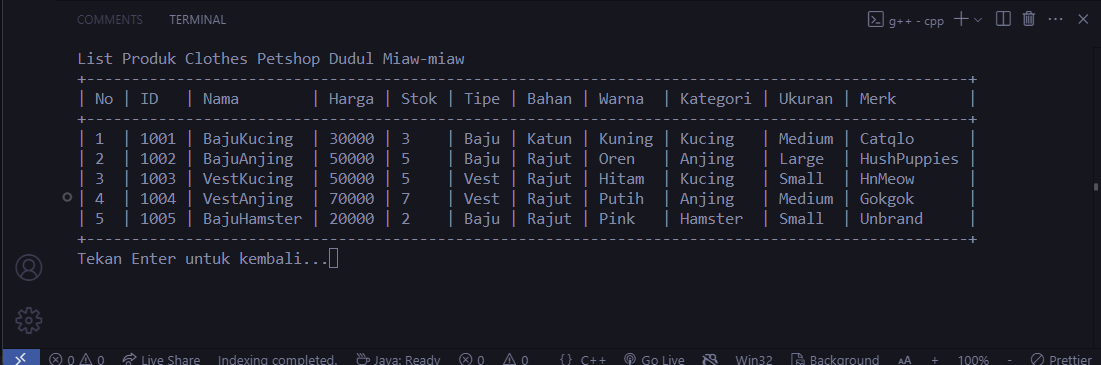 COMMENTS TERMINAL g++ - cpp
List Produk Clothes Petshop Dudul Miaw-miaw
+-------------------------------------------------------------------------------------------------+
| No | ID | Nama | Harga | Stok | Tipe | Bahan | Warna | Kategori | Ukuran | Merk |
+-------------------------------------------------------------------------------------------------+
| 1 | 1001 | BajuKucing | 30000 | 3 | Baju | Katun | Kuning | Kucing | Medium | Catqlo |
| 2 | 1002 | BajuAnjing | 50000 | 5 | Baju | Rajut | Oren | Anjing | Large | HushPuppies |
| 3 | 1003 | VestKucing | 50000 | 5 | Vest | Rajut | Hitam | Kucing | Small | HnMeow |
| 4 | 1004 | VestAnjing | 70000 | 7 | Vest | Rajut | Putih | Anjing | Medium | Gokgok |
| 5 | 1005 | BajuHamster | 20000 | 2 | Baju | Rajut | Pink | Hamster | Small | Unbrand |
+-------------------------------------------------------------------------------------------------+
Tekan Enter untuk kembali...
0 0 Live Share Indexing completed. Java: Ready 0 0 {} C++ Go Live Win32 Background AA + 100% - Prettier